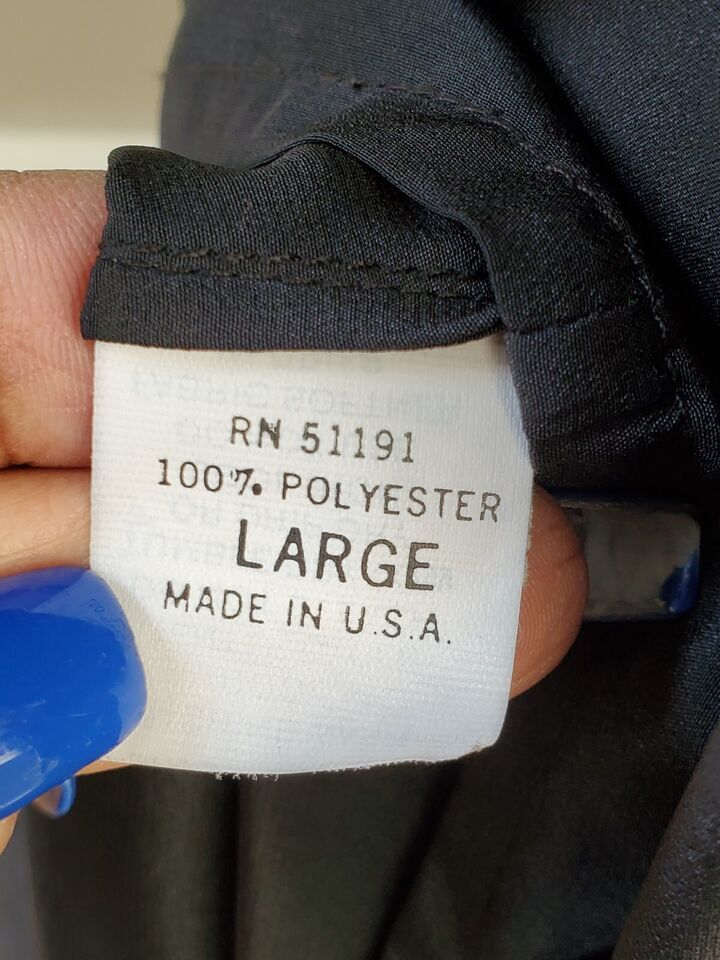 RN 51191
100% POLYESTER
LARGE
MADE IN U.S.A.